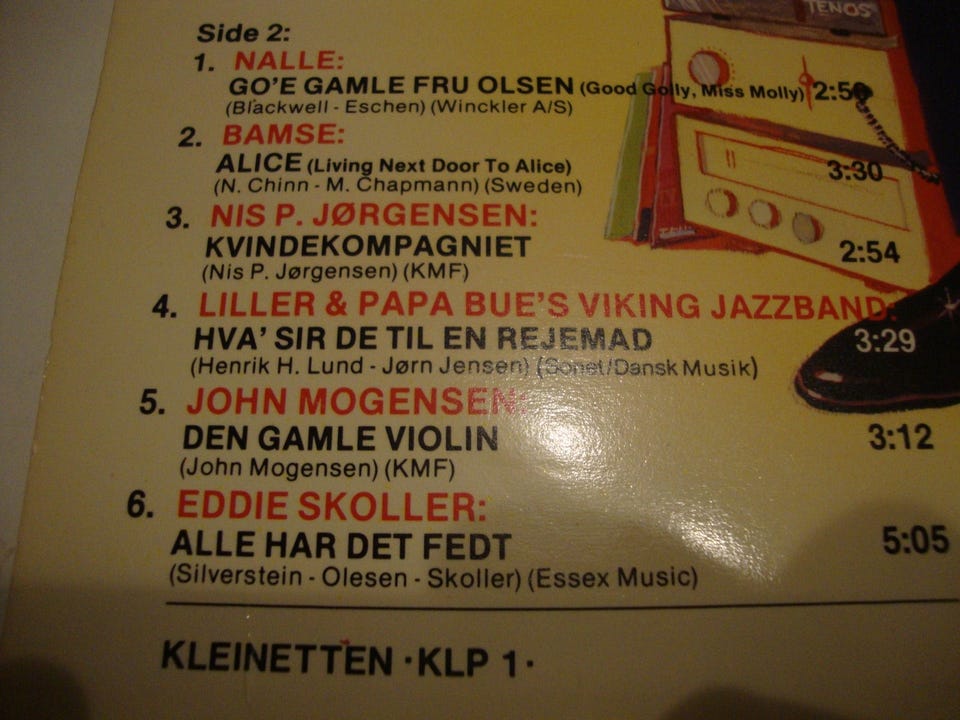 TENOS
Side 2:
1. NALLE:
GO'E GAMLE FRU OLSEN (Good Golly, Miss Molly)
(Blackwell - Eschen) (Winckler A/S)
2. BAMSE:
ALICE (Living Next Door To Alice) 3:30
(N. Chinn - M. Chapmann) (Sweden)
3. NIS P. JØRGENSEN:
KVINDEKOMPAGNIET 2:54
(Nis P. Jørgensen) (KMF)
4. LILLER & PAPA BUE'S VIKING JAZZBAND:
HVA' SIR DE TIL EN REJEMAD 3:29
(Henrik H. Lund - Jørn Jensen) (Sonet/Dansk Musik)
5. JOHN MOGENSEN:
DEN GAMLE VIOLIN 3:12
(John Mogensen) (KMF)
6. EDDIE SKOLLER:
ALLE HAR DET FEDT 5:05
(Silverstein - Olesen - Skoller) (Essex Music)
KLEINETTEN · KLP 1 ·